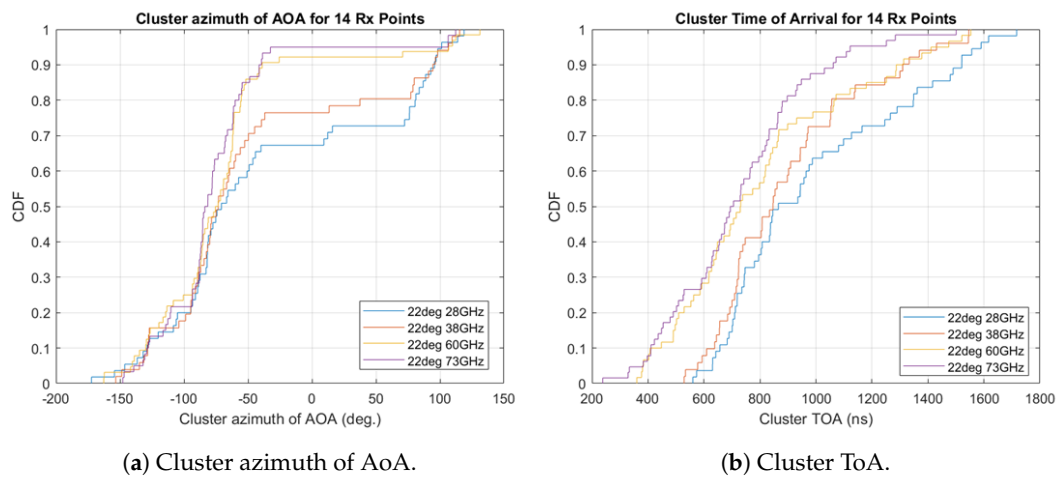 Cluster azimuth of AOA for 14 Rx Points
1
0.9
0.8
0.7
0.6
0.5
0.4
0.3
0.2
0.1
0
CDF
22deg 28GHz
22deg 38GHz
22deg 60GHz
22deg 73GHz
-200 -150 -100 -50 0 50 100 150
Cluster azimuth of AOA (deg.)
(a) Cluster azimuth of AoA.
Cluster Time of Arrival for 14 Rx Points
1
0.9
0.8
0.7
0.6
0.5
0.4
0.3
0.2
0.1
0
CDF
22deg 28GHz
22deg 38GHz
22deg 60GHz
22deg 73GHz
200 400 600 800 1000 1200 1400 1600 1800
Cluster TOA (ns)
(b) Cluster ToA.